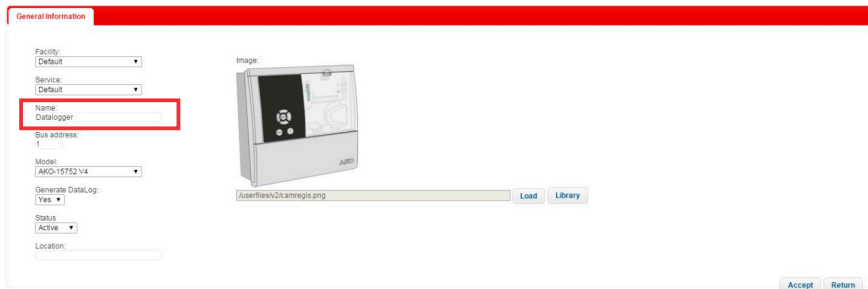 General Information
Facility:
Default
Service:
Default
Name:
Datalogger
Bus address:
1
Model:
AKO-15752 V4
Generate DataLog:
Yes
Status
Active
Location:
Image:
AKO
./userfiles/v2/camregis.png
Load
Library
Accept
Return